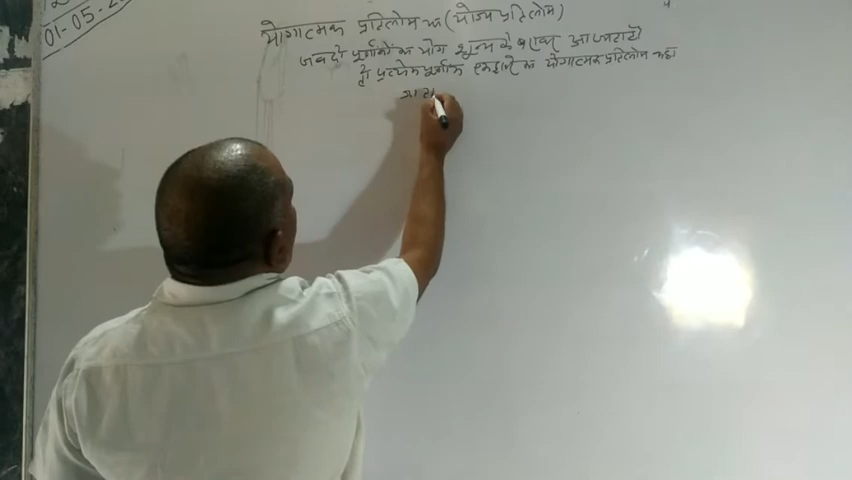 01-05.2
योगात्मक प्रतिलोम या (योज्य प्रतिलोम)
जब दो पूर्णांकों का योग शून्य के बराबर आ जाए तो
प्रत्येक पूर्णांक एक दूसरे का योगात्मक प्रतिलोम कहा
जाता